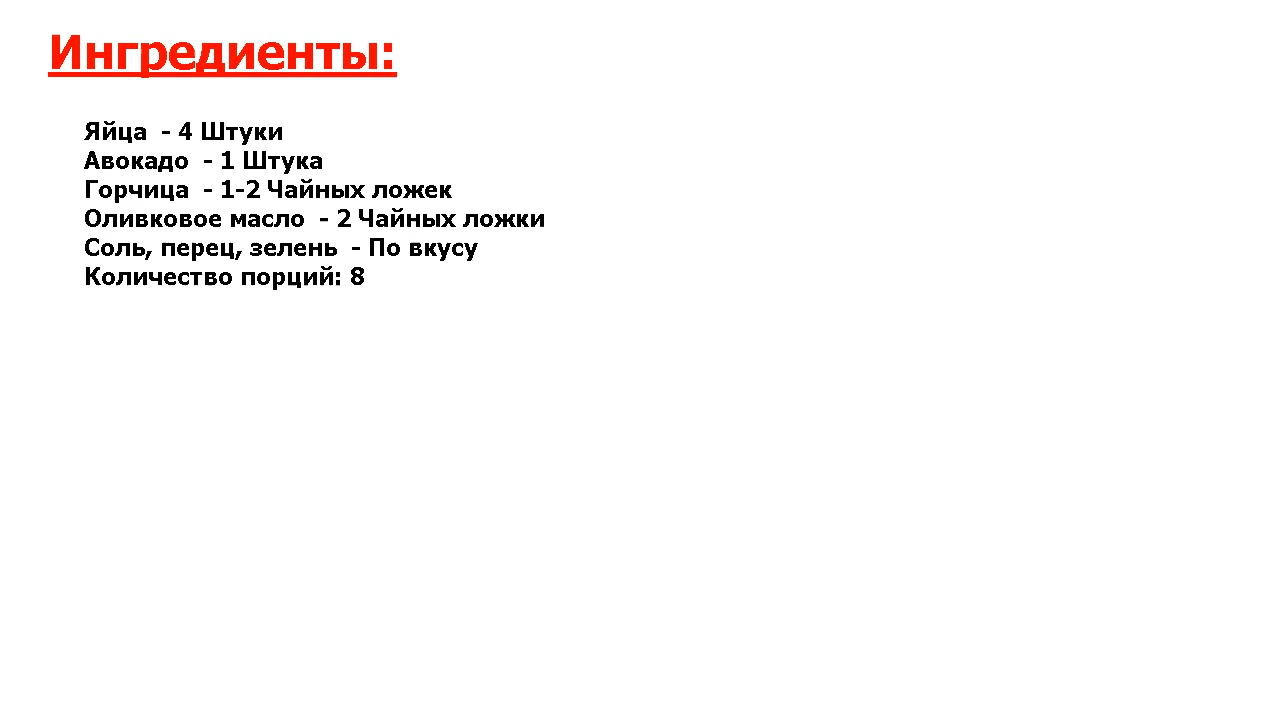 Ингредиенты:
Яйца  - 4 Штуки
Авокадо  - 1 Штука
Горчица  - 1-2 Чайных ложек
Оливковое масло  - 2 Чайных ложки
Соль, перец, зелень  - По вкусу
Количество порций: 8